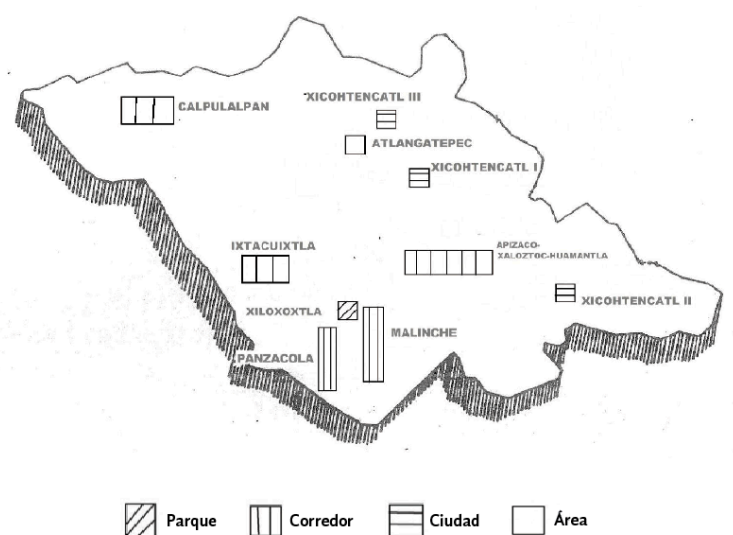 XICOHTENCATL III
CALPULALPAN
ATLANGATEPEC
XICOHTENCATL I
IXTACUIXTLA
APIZACO-
XALOZTOC-HUAMANTLA
XICOHTENCATL II
XILOXOXTLA
MALINCHE
PANZACOLA
Parque
Corredor
Ciudad
Área